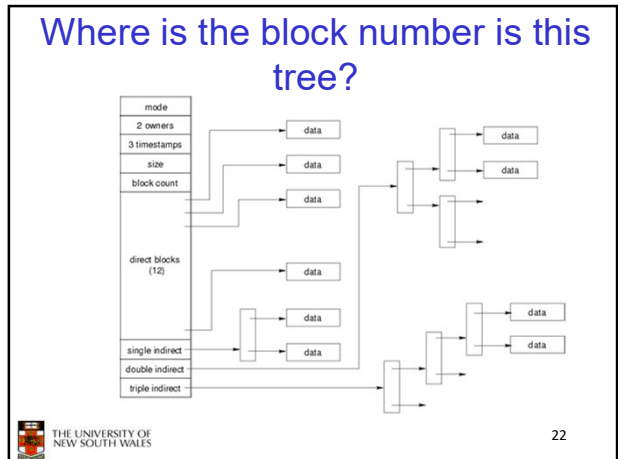 Where is the block number is this
tree?
mode
2 owners
3 timestamps
size
block count
direct blocks
(12)
single indirect
double indirect
triple indirect
data
data
data
data
data
data
data
data
data
data
THE UNIVERSITY OF
NEW SOUTH WALES
22